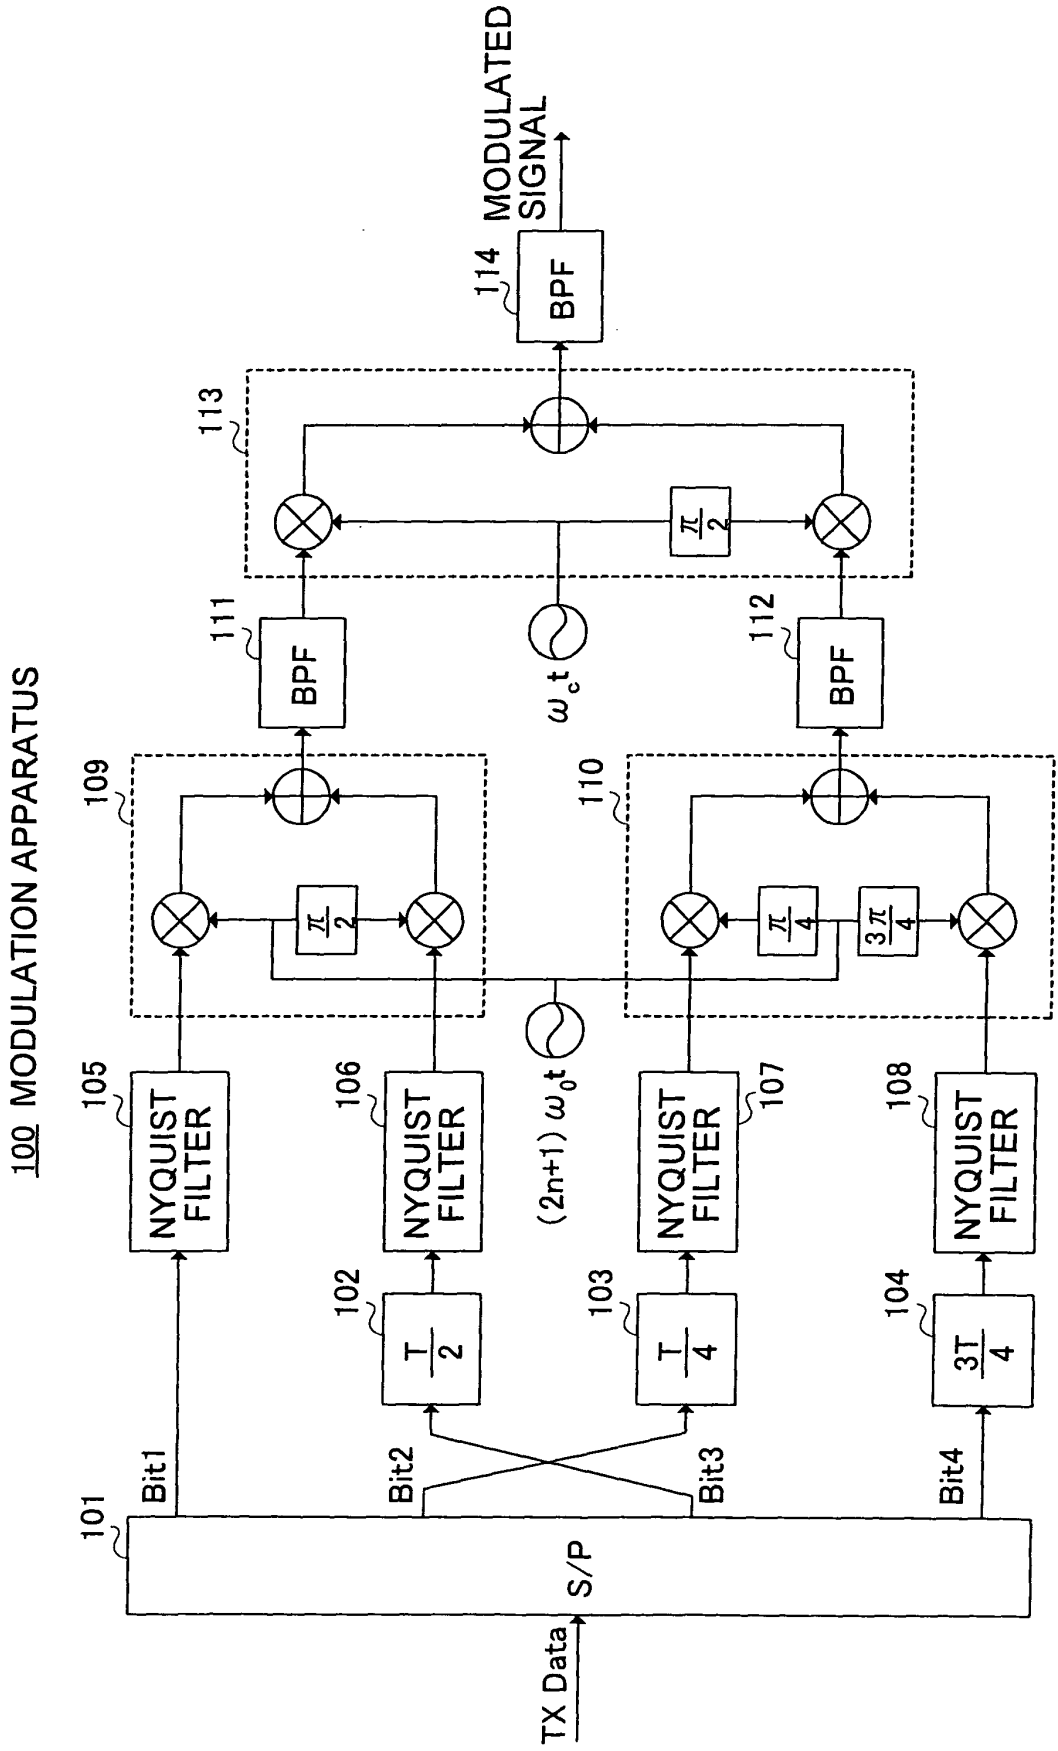 100 MODULATION APPARATUS
TX Data
101
S/P
Bit1
Bit2
Bit3
Bit4
102
T
2
103
T
4
104
3T
4
105
NYQUIST
FILTER
106
NYQUIST
FILTER
107
NYQUIST
FILTER
108
NYQUIST
FILTER
(2n+1) ω0t
109
π
2
110
π
4
3π
4
111
BPF
112
BPF
ωct
113
π
2
114
BPF
MODULATED
SIGNAL